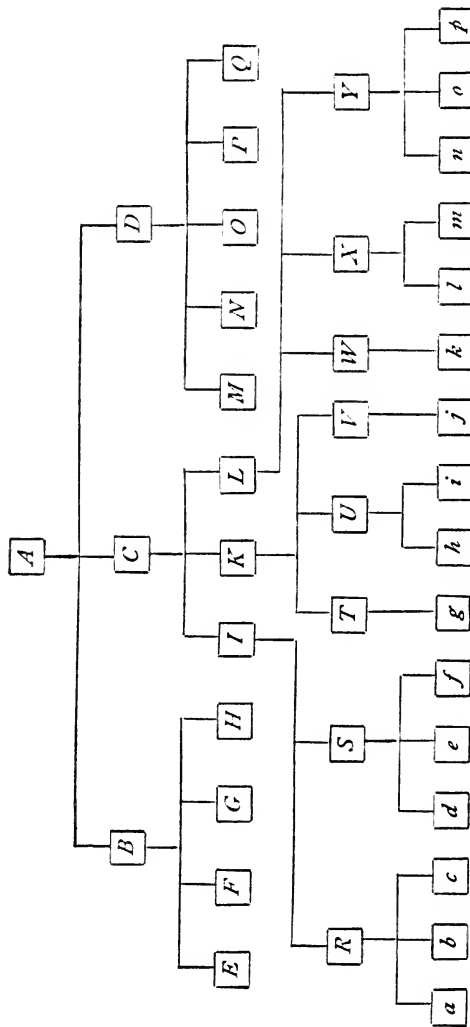 A
B C D
E F G H I K L M N O P Q
R S T U V W X Y
a b c d e f g h i j k l m n o p